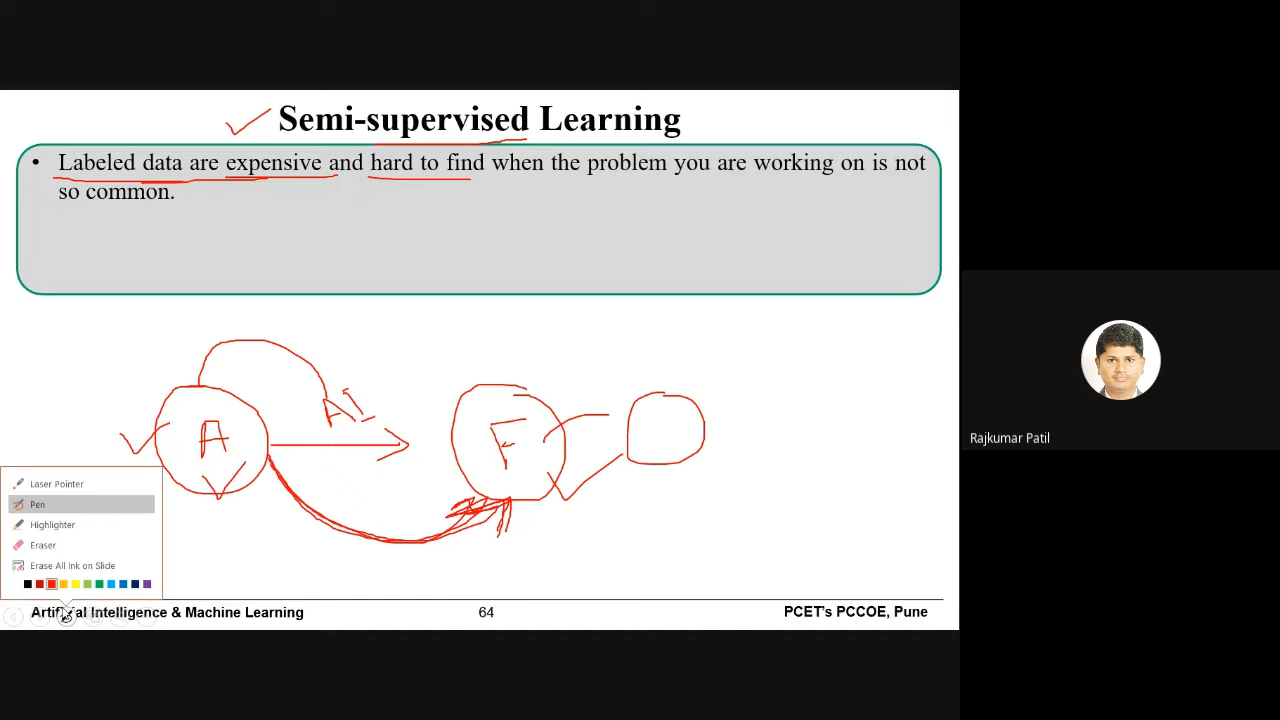 Semi-supervised Learning
• Labeled data are expensive and hard to find when the problem you are working on is not
so common.
A
AI
F
Rajkumar Patil
Laser Pointer
Pen
Highlighter
Eraser
Erase All Ink on Slide
Artificial Intelligence & Machine Learning
64
PCET's PCCOE, Pune